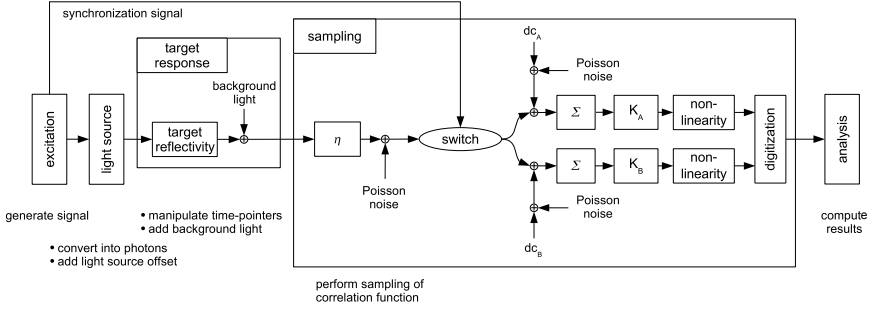 synchronization signal
sampling
target
response
dc_A
Poisson
noise
background
light
excitation
light source
target
reflectivity
η
Poisson
noise
switch
Σ
K_A
non-
linearity
Σ
K_B
non-
linearity
digitization
analysis
Poisson
noise
dc_B
generate signal
• convert into photons
• add light source offset
• manipulate time-pointers
• add background light
perform sampling of
correlation function
compute
results